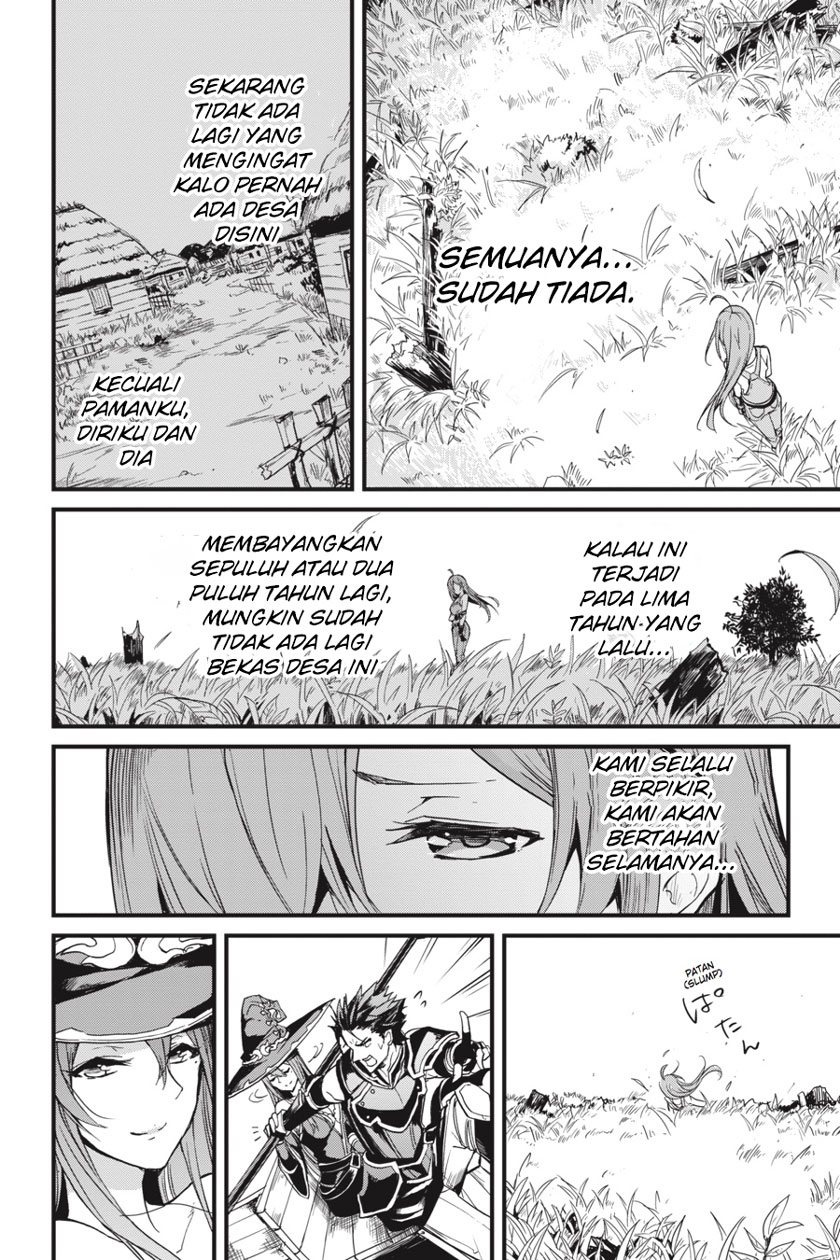 SEMUANYA...
SUDAH TIADA.
SEKARANG
TIDAK ADA
LAGI YANG
MENGINGAT
KALO PERNAH
ADA DESA
DISINI
KECUALI
PAMANKU,
DIRIKU DAN
DIA
KALAU INI
TERJADI
PADA LIMA
TAHUN YANG
LALU...
MEMBAYANGKAN
SEPULUH ATAU DUA
PULUH TAHUN LAGI,
MUNGKIN SUDAH
TIDAK ADA LAGI
BEKAS DESA INI
KAMI SELALU
BERPIKIR,
KAMI AKAN
BERTAHAN
SELAMANYA...
PATAN
(SLUMP)
ぱたん